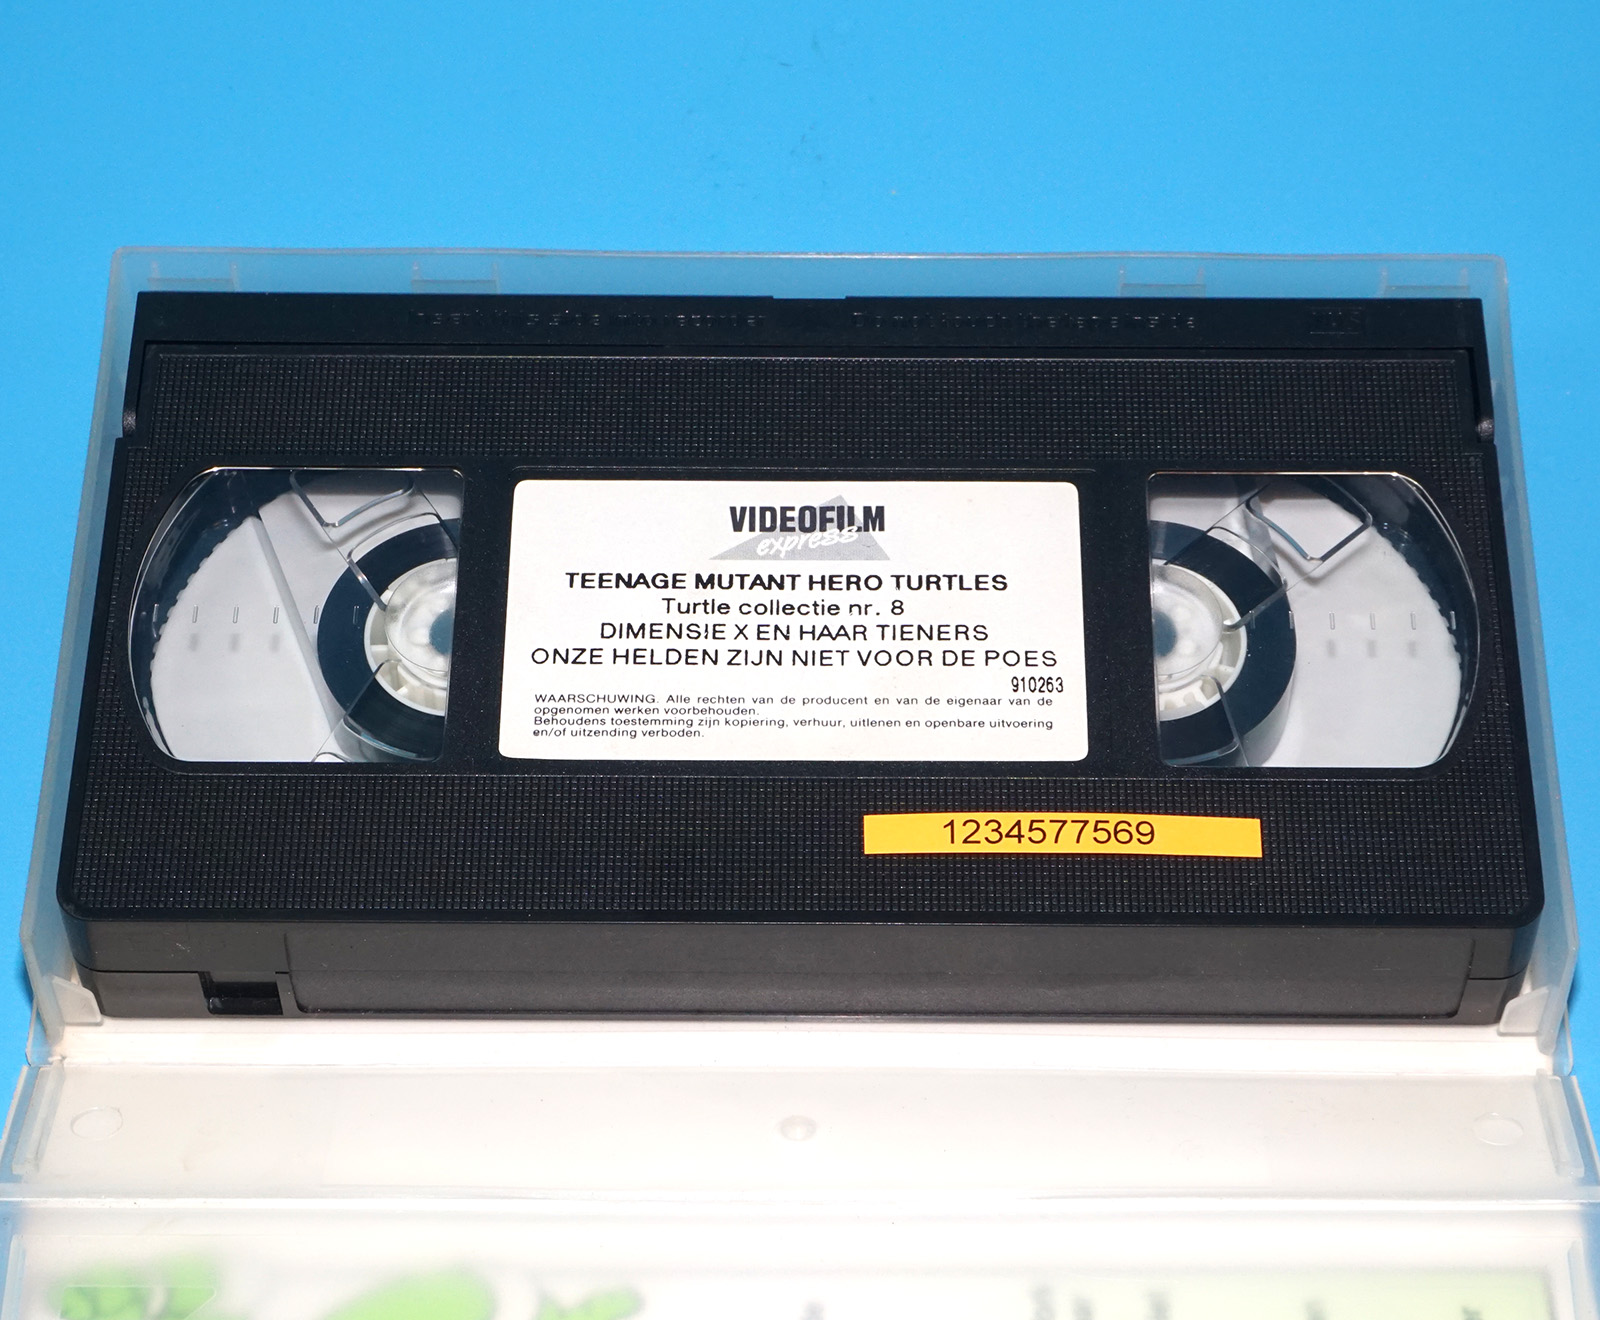 VIDEOFILM
express
TEENAGE MUTANT HERO TURTLES
Turtle collectie nr. 8
DIMENSIE X EN HAAR TIENERS
ONZE HELDEN ZIJN NIET VOOR DE POES
910263
WAARSCHUWING. Alle rechten van de producent en van de eigenaar van de
opgenomen werken voorbehouden.
Behoudens toestemming zijn kopiering, verhuur, uitlenen en openbare uitvoering
en/of uitzending verboden.
1234577569